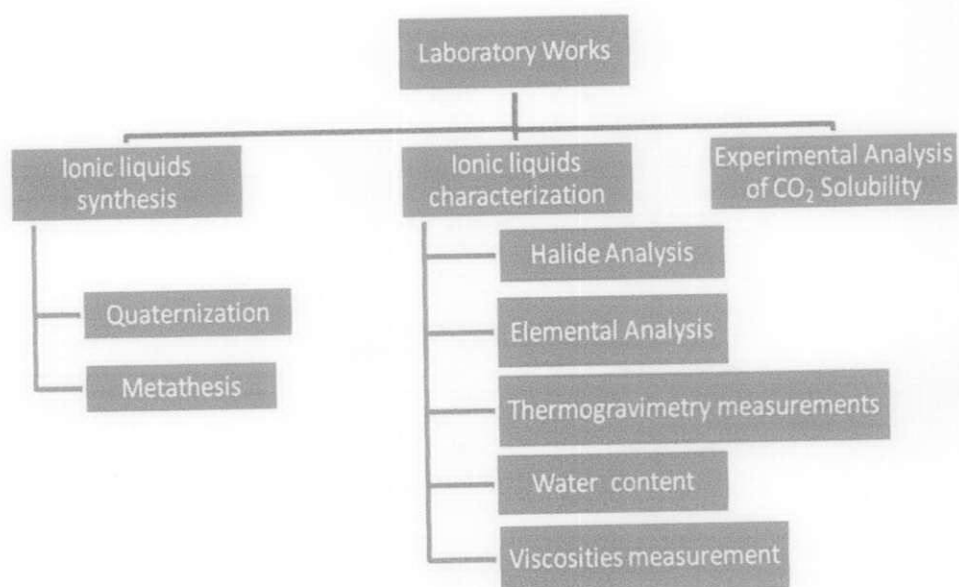 Laboratory Works
Ionic liquids
synthesis
Quaternization
Metathesis
Ionic liquids
characterization
Halide Analysis
Elemental Analysis
Thermogravimetry measurements
Water content
Viscosities measurement
Experimental Analysis
of CO₂ Solubility